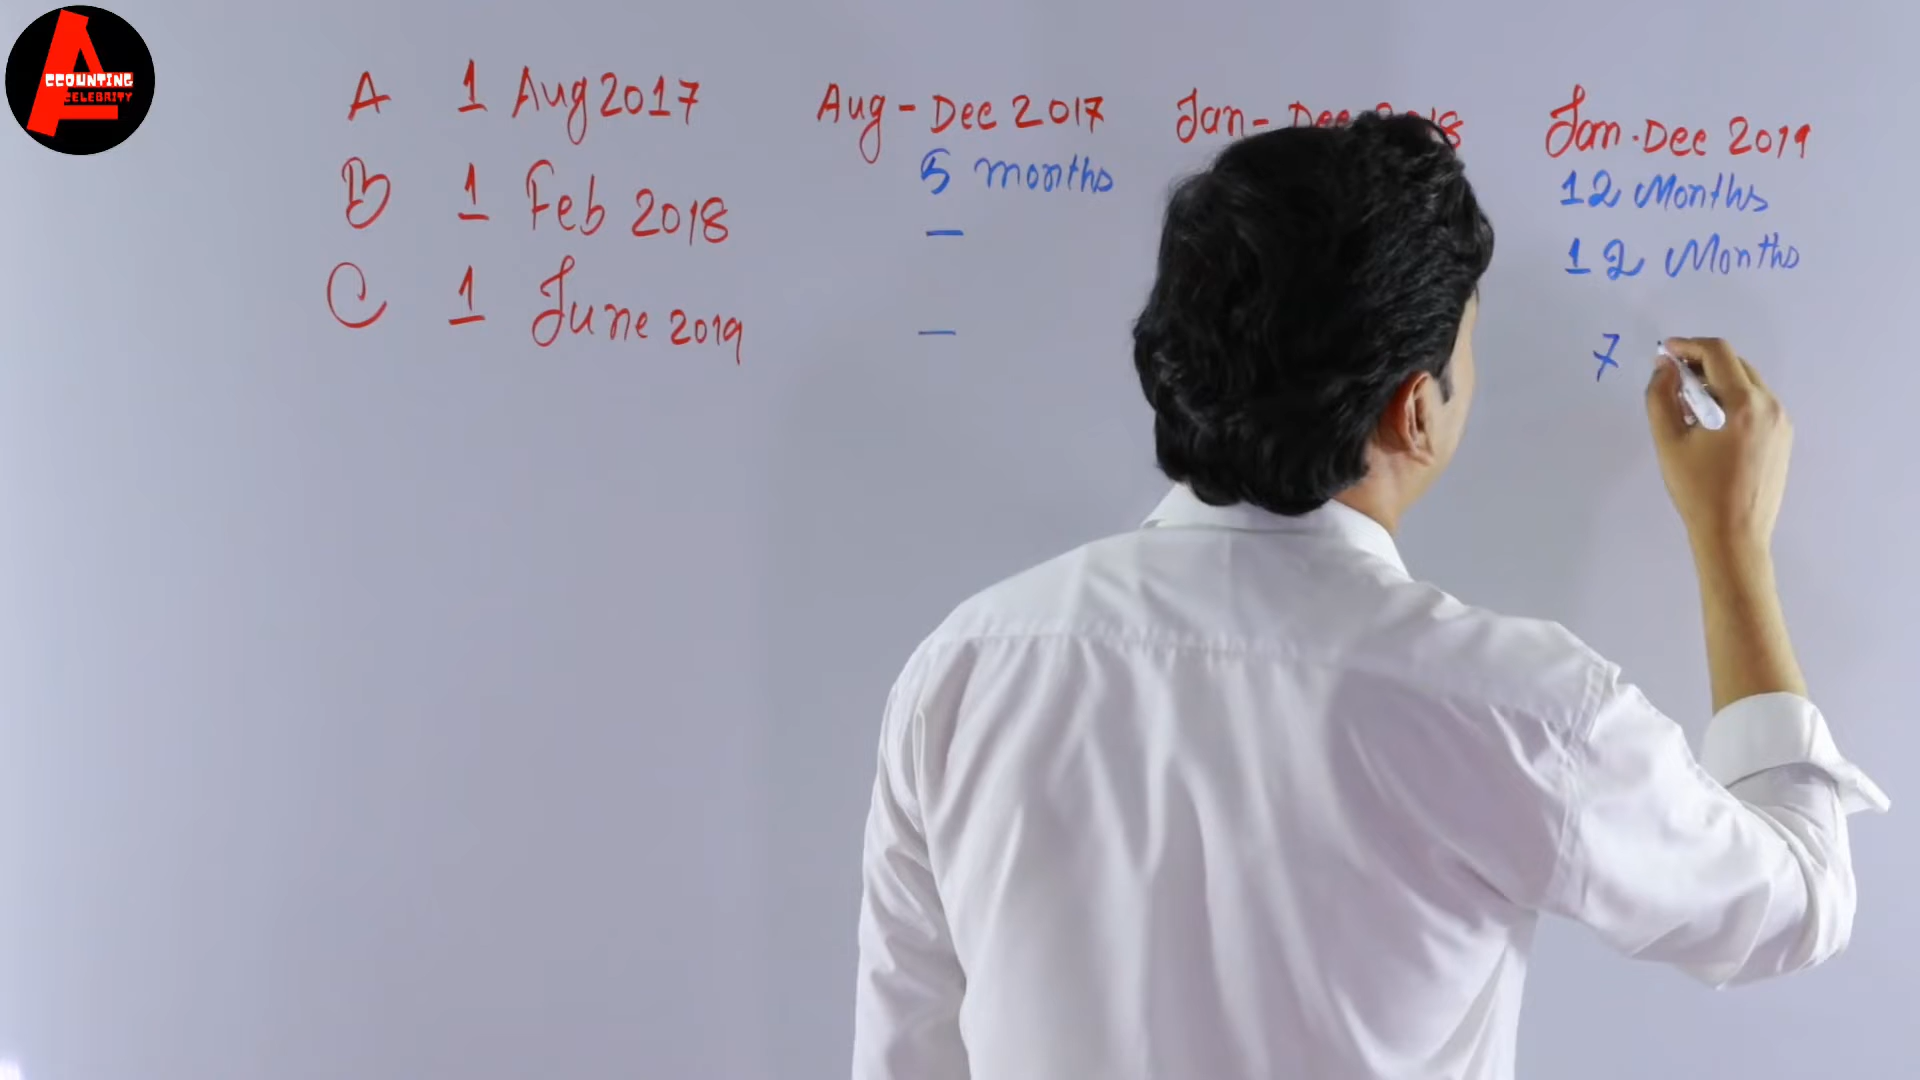 ACCOUNTING
CELEBRITY
A 1 Aug 2017 Aug - Dec 2017 Jan - Dec 2018 Jan - Dec 2019
5 months 12 Months
B 1 Feb 2018 - 12 Months
C 1 June 2019 - 7